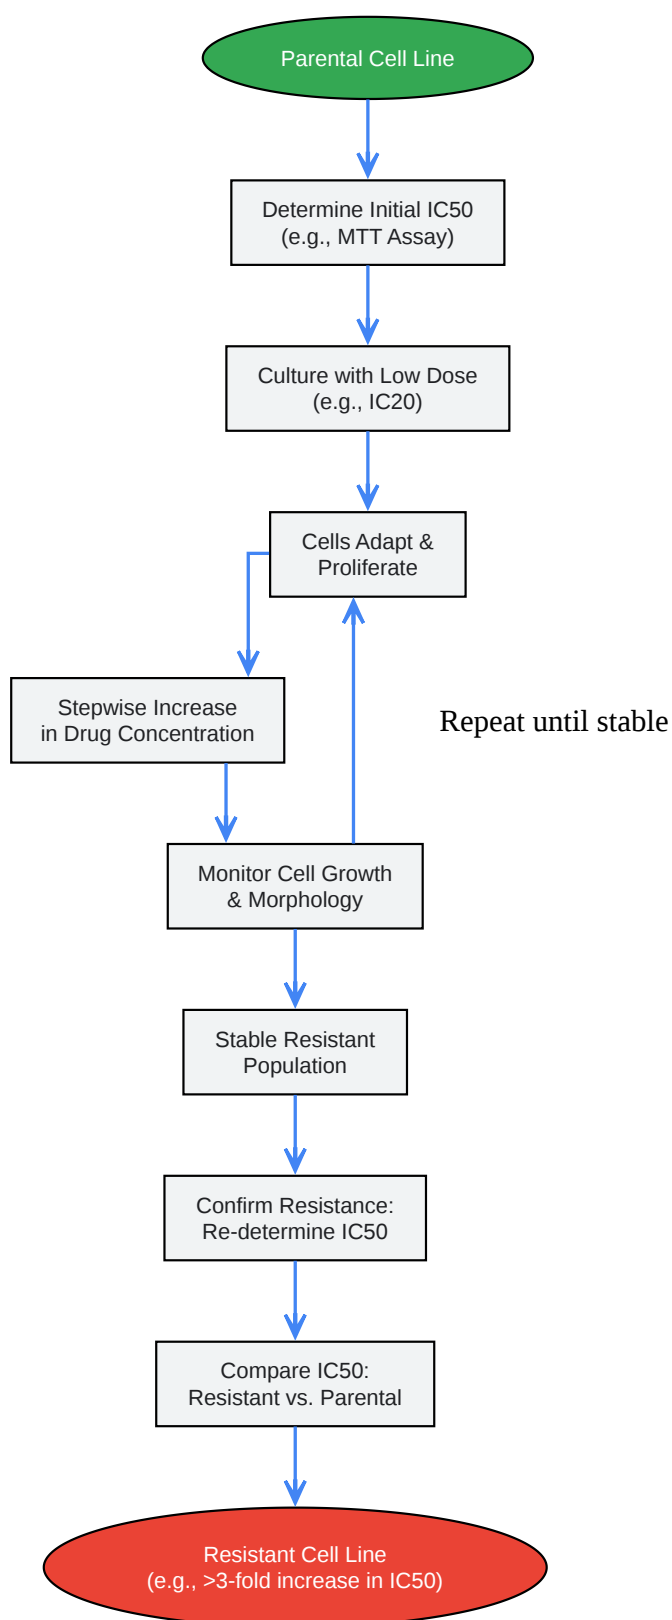 Parental Cell Line
Determine Initial IC50
(e.g., MTT Assay)
Culture with Low Dose
(e.g., IC20)
Cells Adapt &
Proliferate
Stepwise Increase
in Drug Concentration
Repeat until stable
Monitor Cell Growth
& Morphology
Stable Resistant
Population
Confirm Resistance:
Re-determine IC50
Compare IC50:
Resistant vs. Parental
Resistant Cell Line
(e.g., >3-fold increase in IC50)